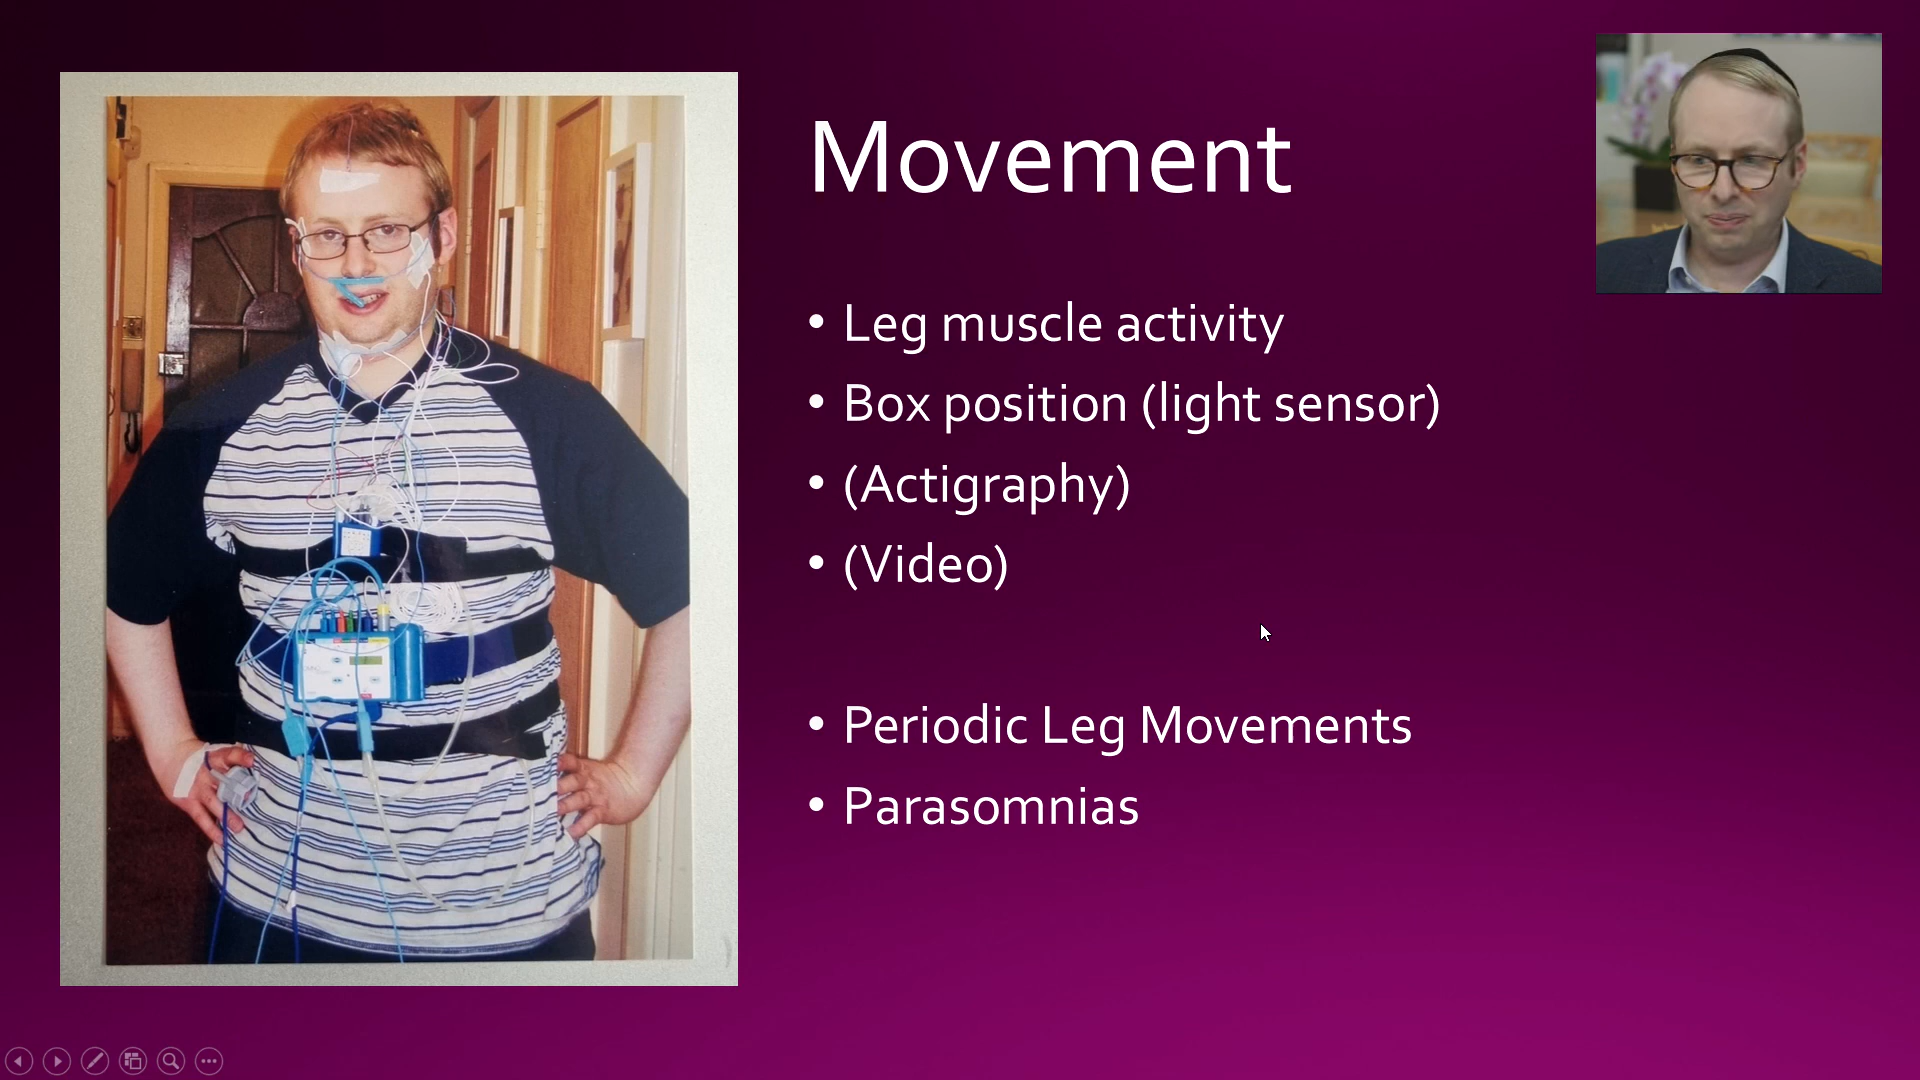 Movement
• Leg muscle activity
• Box position (light sensor)
• (Actigraphy)
• (Video)
• Periodic Leg Movements
• Parasomnias